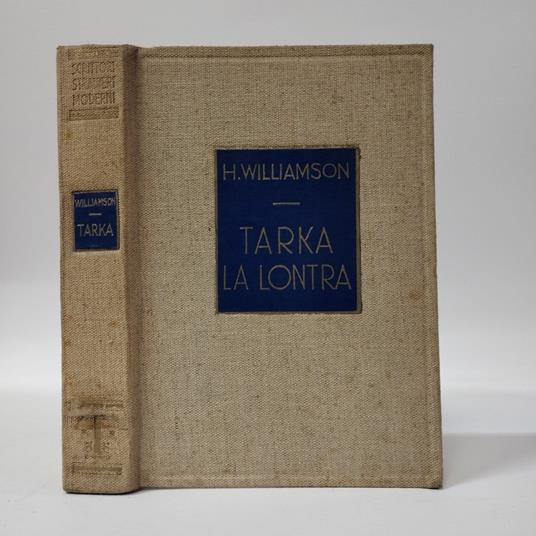 SCRITTORI
STRANIERI
MODERNI
WILLIAMSON
TARKA
H. WILLIAMSON
TARKA
LA LONTRA